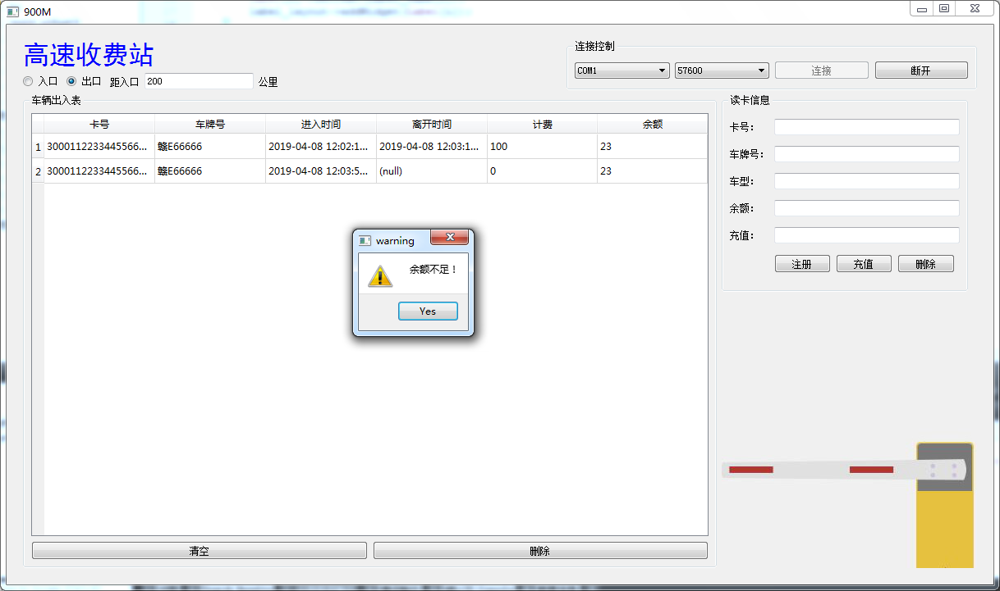 900M
高速收费站
入口 出口 距入口 200 公里
连接控制
COM1 57600 连接 断开
车辆出入表
卡号 车牌号 进入时间 离开时间 计费 余额
1 3000112233445566... 赣E66666 2019-04-08 12:02:1... 2019-04-08 12:03:1... 100 23
2 3000112233445566... 赣E66666 2019-04-08 12:03:5... (null) 0 23
warning
余额不足！
Yes
清空 删除
读卡信息
卡号：
车牌号：
车型：
余额：
充值：
注册 充值 删除